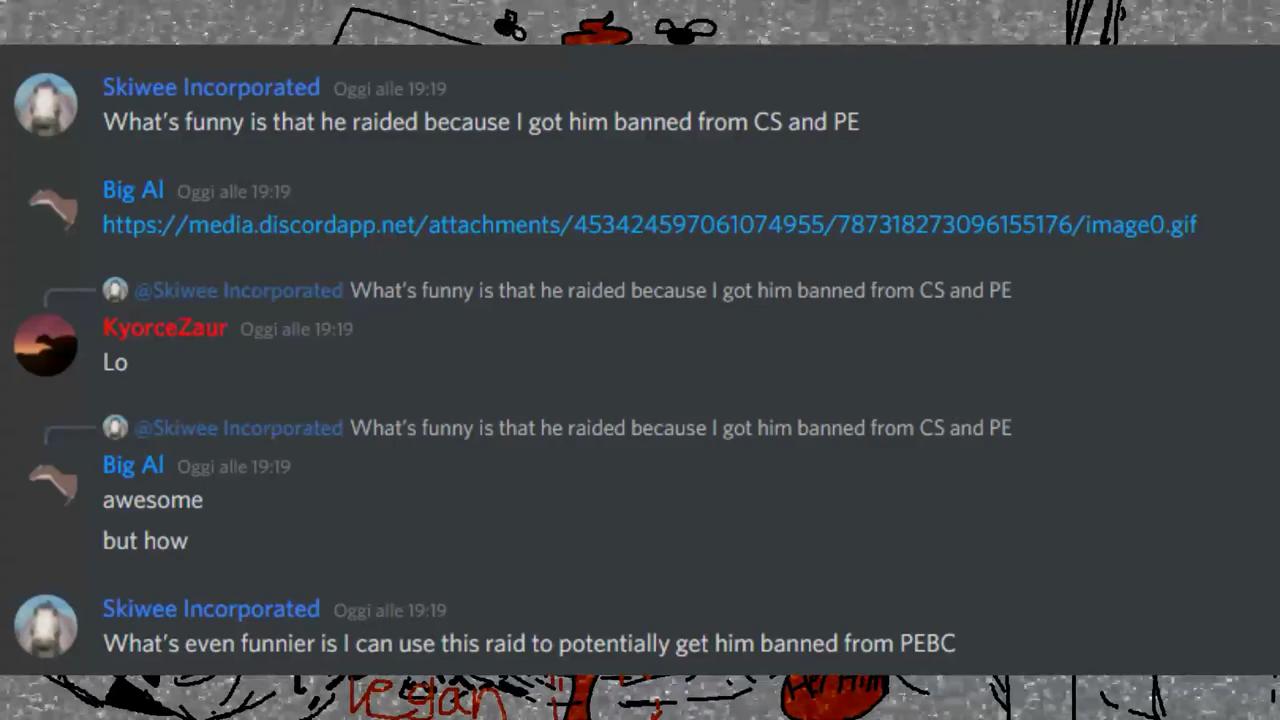 Skiwee Incorporated Oggi alle 19:19
What's funny is that he raided because I got him banned from CS and PE
Big Al Oggi alle 19:19
https://media.discordapp.net/attachments/453424597061074955/787318273096155176/image0.gif
@Skiwee Incorporated What's funny is that he raided because I got him banned from CS and PE
KyorceZaur Oggi alle 19:19
Lo
@Skiwee Incorporated What's funny is that he raided because I got him banned from CS and PE
Big Al Oggi alle 19:19
awesome
but how
Skiwee Incorporated Oggi alle 19:19
What's even funnier is I can use this raid to potentially get him banned from PEBC
vegan